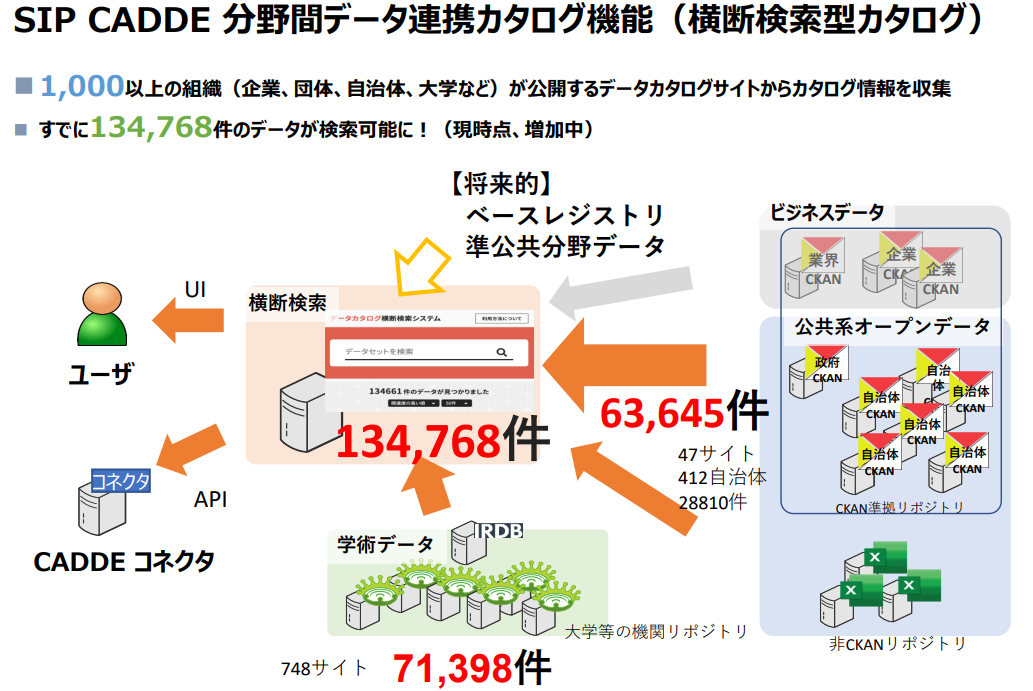 SIP CADDE 分野間データ連携カタログ機能（横断検索型カタログ）
1,000以上の組織（企業、団体、自治体、大学など）が公開するデータカタログサイトからカタログ情報を収集
すでに134,768件のデータが検索可能に！（現時点、増加中）
【将来的】
ベースレジストリ
準公共分野データ
ビジネスデータ
業界
CKAN
企業
CKAN
企業
CKAN
UI
ユーザ
横断検索
データカタログ横断検索システム
利用方法について
データセットを検索
134661件のデータが見つかりました
関連度の高い順
50件
134,768件
63,645件
47サイト
412自治体
28810件
公共系オープンデータ
政府
CKAN
自治体
自治体
CKAN
自治体
CKAN
自治体
CKAN
自治体
CKAN
自治体
CKAN
CKAN準拠リポジトリ
コネクタ
API
CADDE コネクタ
学術データ
IRDB
大学等の機関リポジトリ
748サイト
71,398件
非CKANリポジトリ